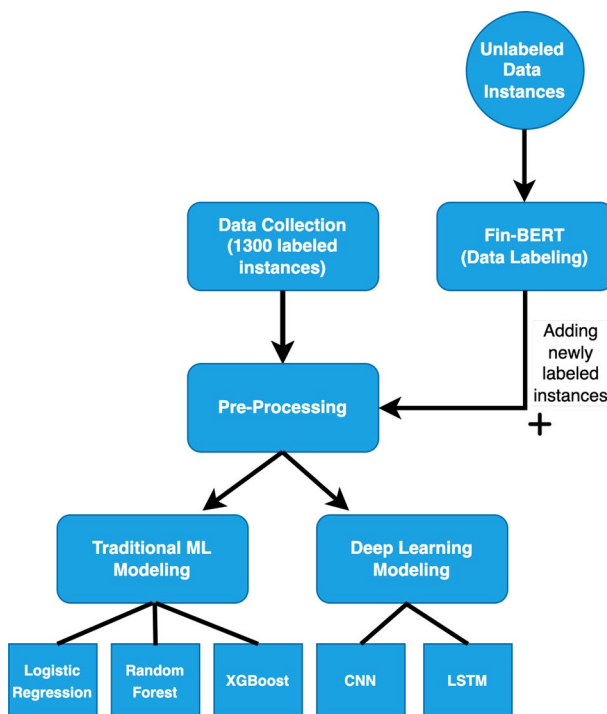 Unlabeled
Data
Instances
Data Collection
(1300 labeled
instances)
Fin-BERT
(Data Labeling)
Adding
newly
labeled
instances
+
Pre-Processing
Traditional ML
Modeling
Deep Learning
Modeling
Logistic
Regression
Random
Forest
XGBoost
CNN
LSTM